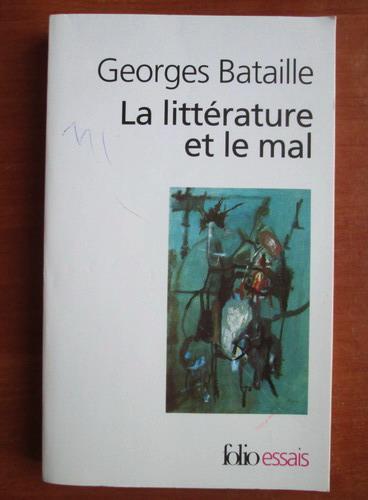 Georges Bataille
La littérature
et le mal
folio essais